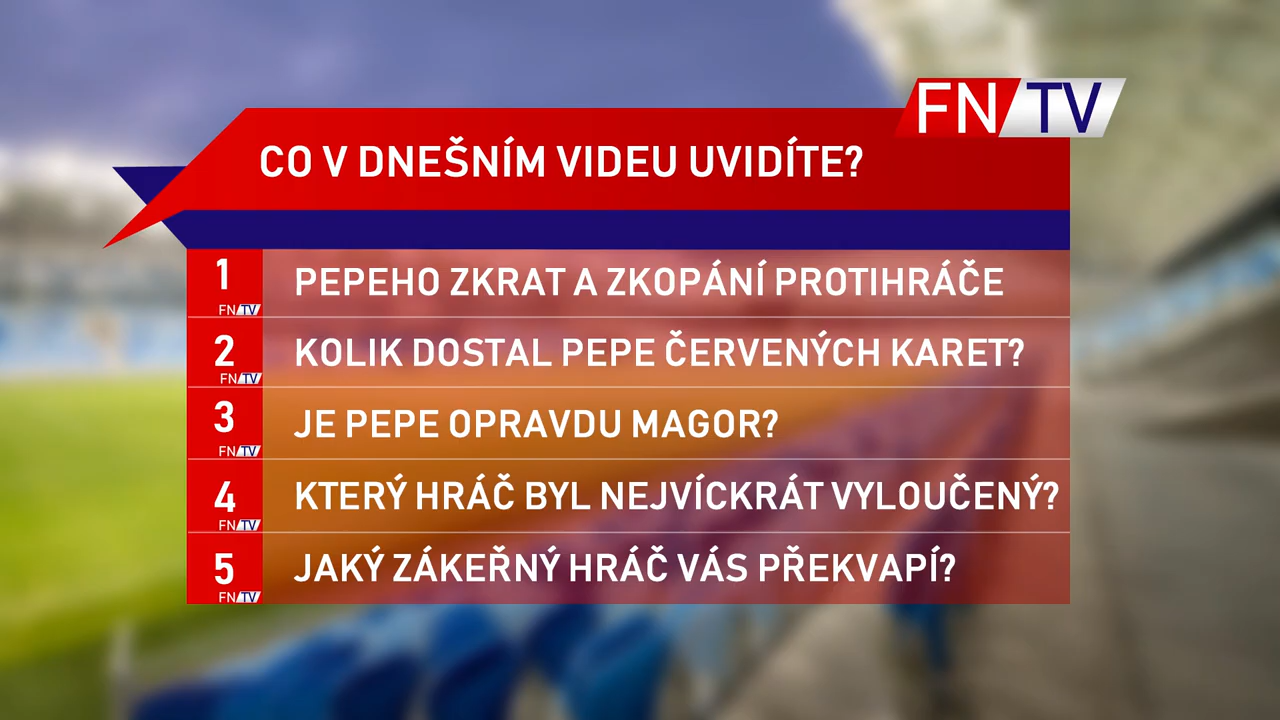 FN TV
CO V DNEŠNÍM VIDEU UVIDÍTE?
1 PEPEHO ZKRAT A ZKOPÁNÍ PROTIHRÁČE
FN TV
2 KOLIK DOSTAL PEPE ČERVENÝCH KARET?
FN TV
3 JE PEPE OPRAVDU MAGOR?
FN TV
4 KTERÝ HRÁČ BYL NEJVÍCKRÁT VYLOUČENÝ?
FN TV
5 JAKÝ ZÁKEŘNÝ HRÁČ VÁS PŘEKVAPÍ?
FN TV